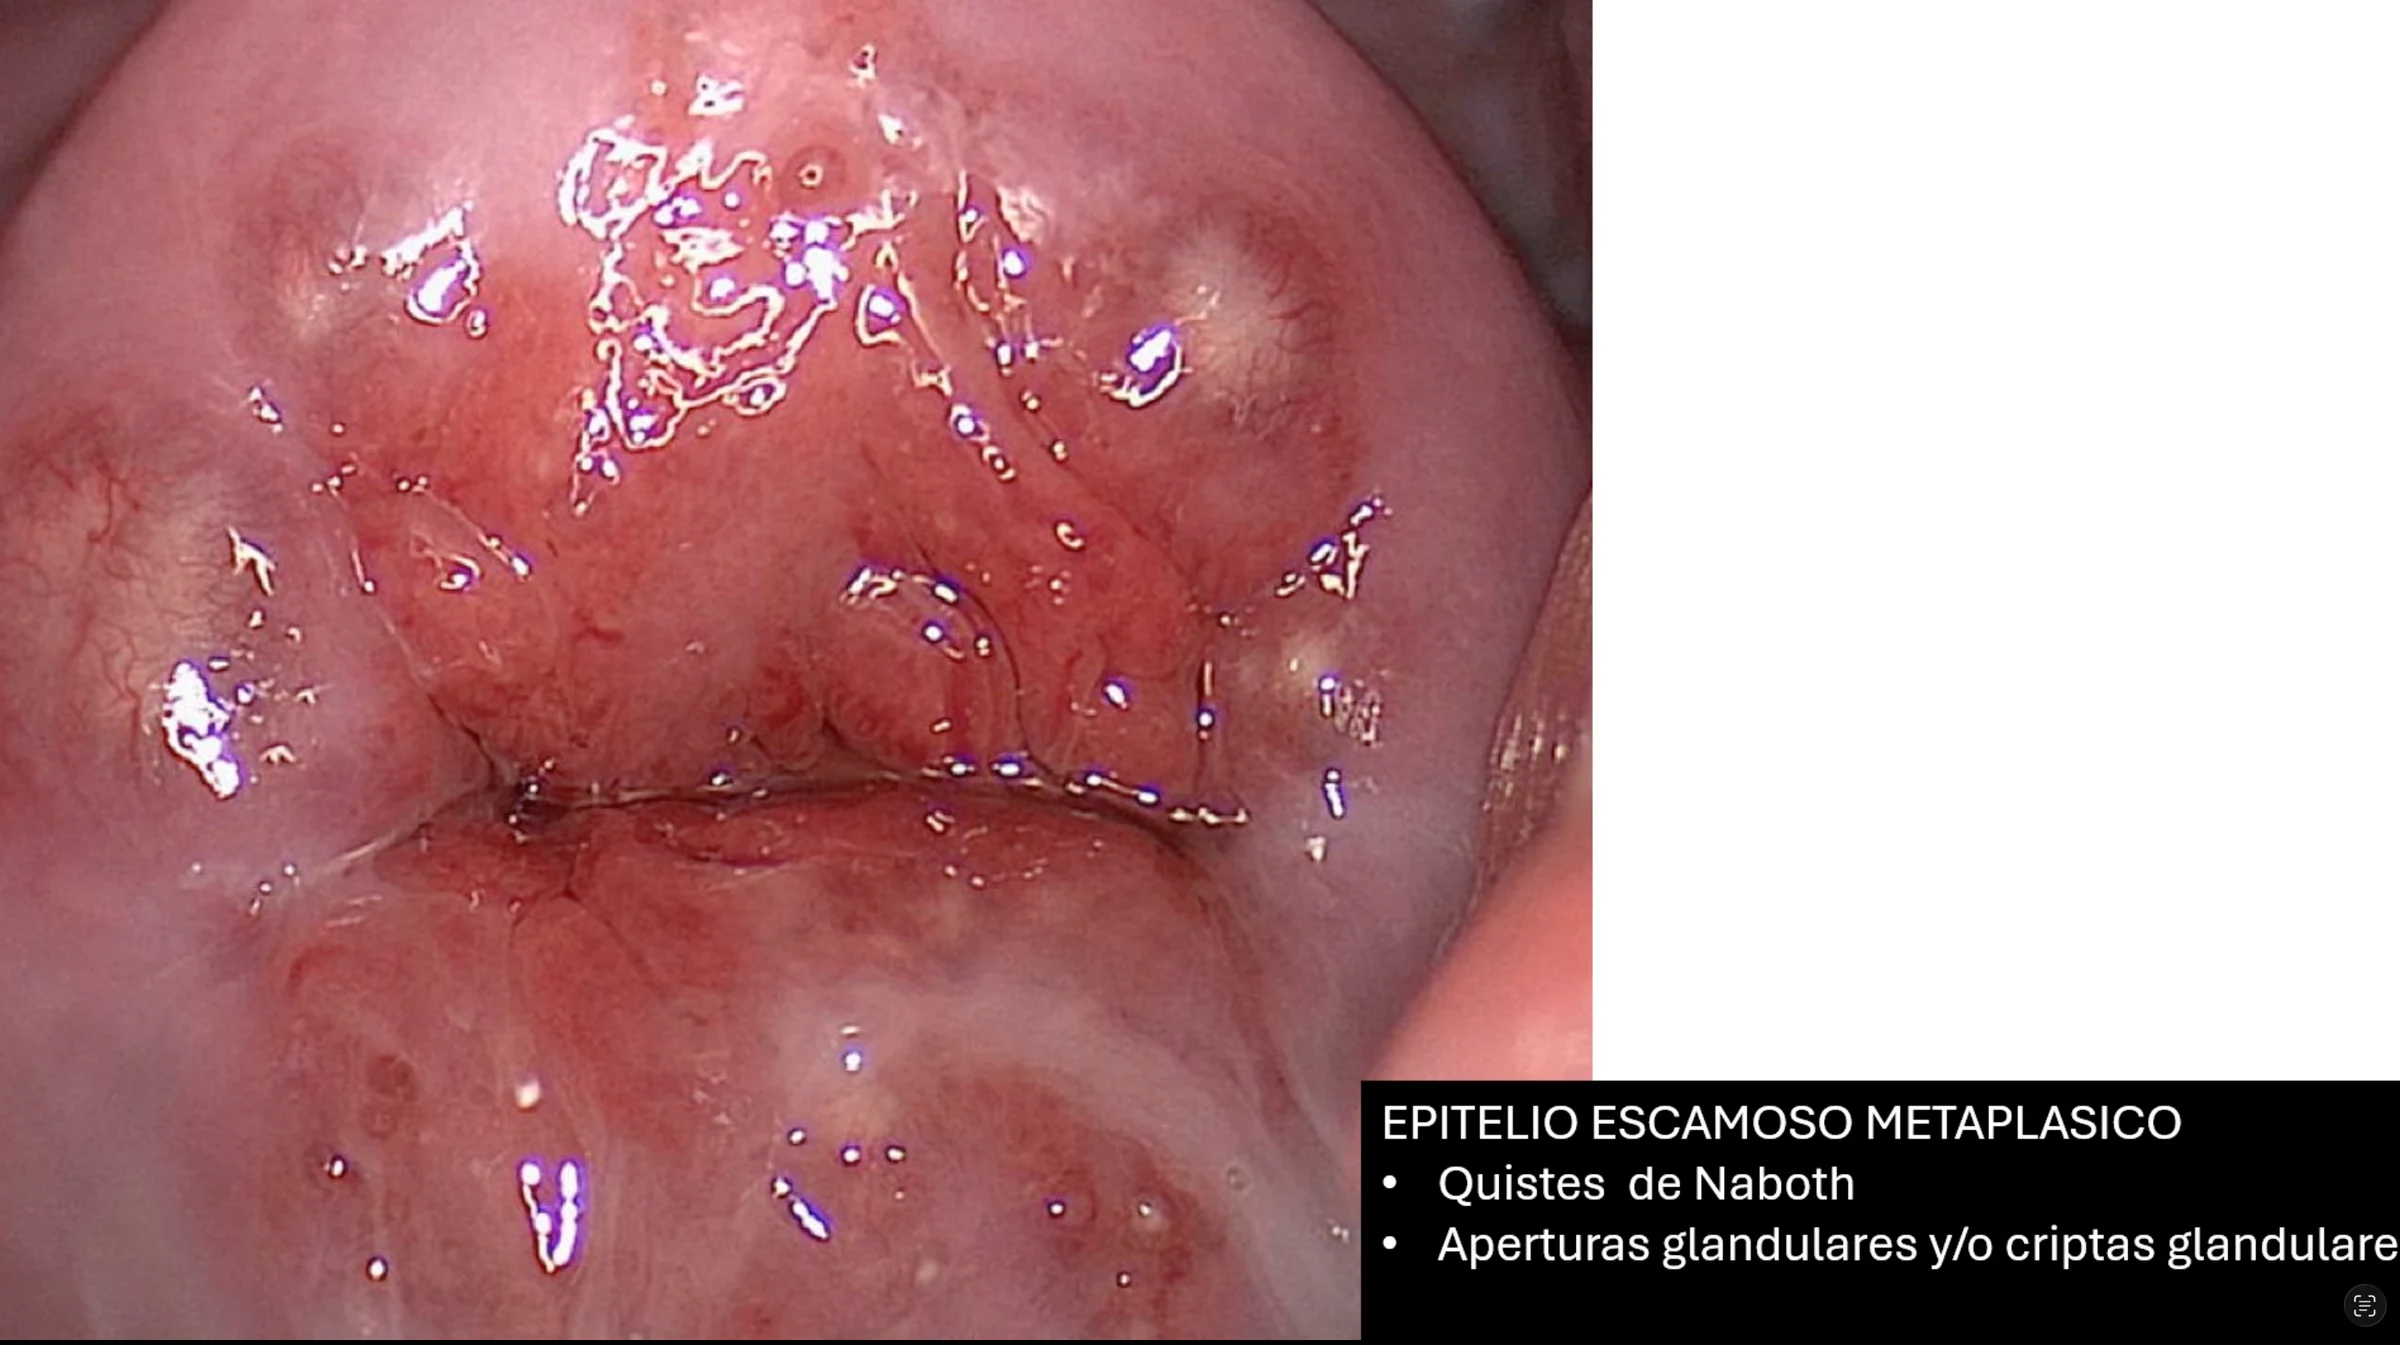 EPITELIO ESCAMOSO METAPLASICO
• Quistes de Naboth
• Aperturas glandulares y/o criptas glandulare